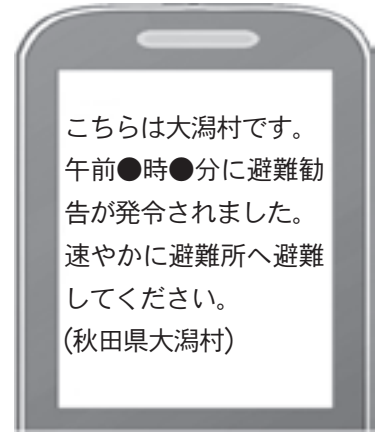 こちらは大潟村です。
午前●時●分に避難勧
告が発令されました。
速やかに避難所へ避難
してください。
(秋田県大潟村)